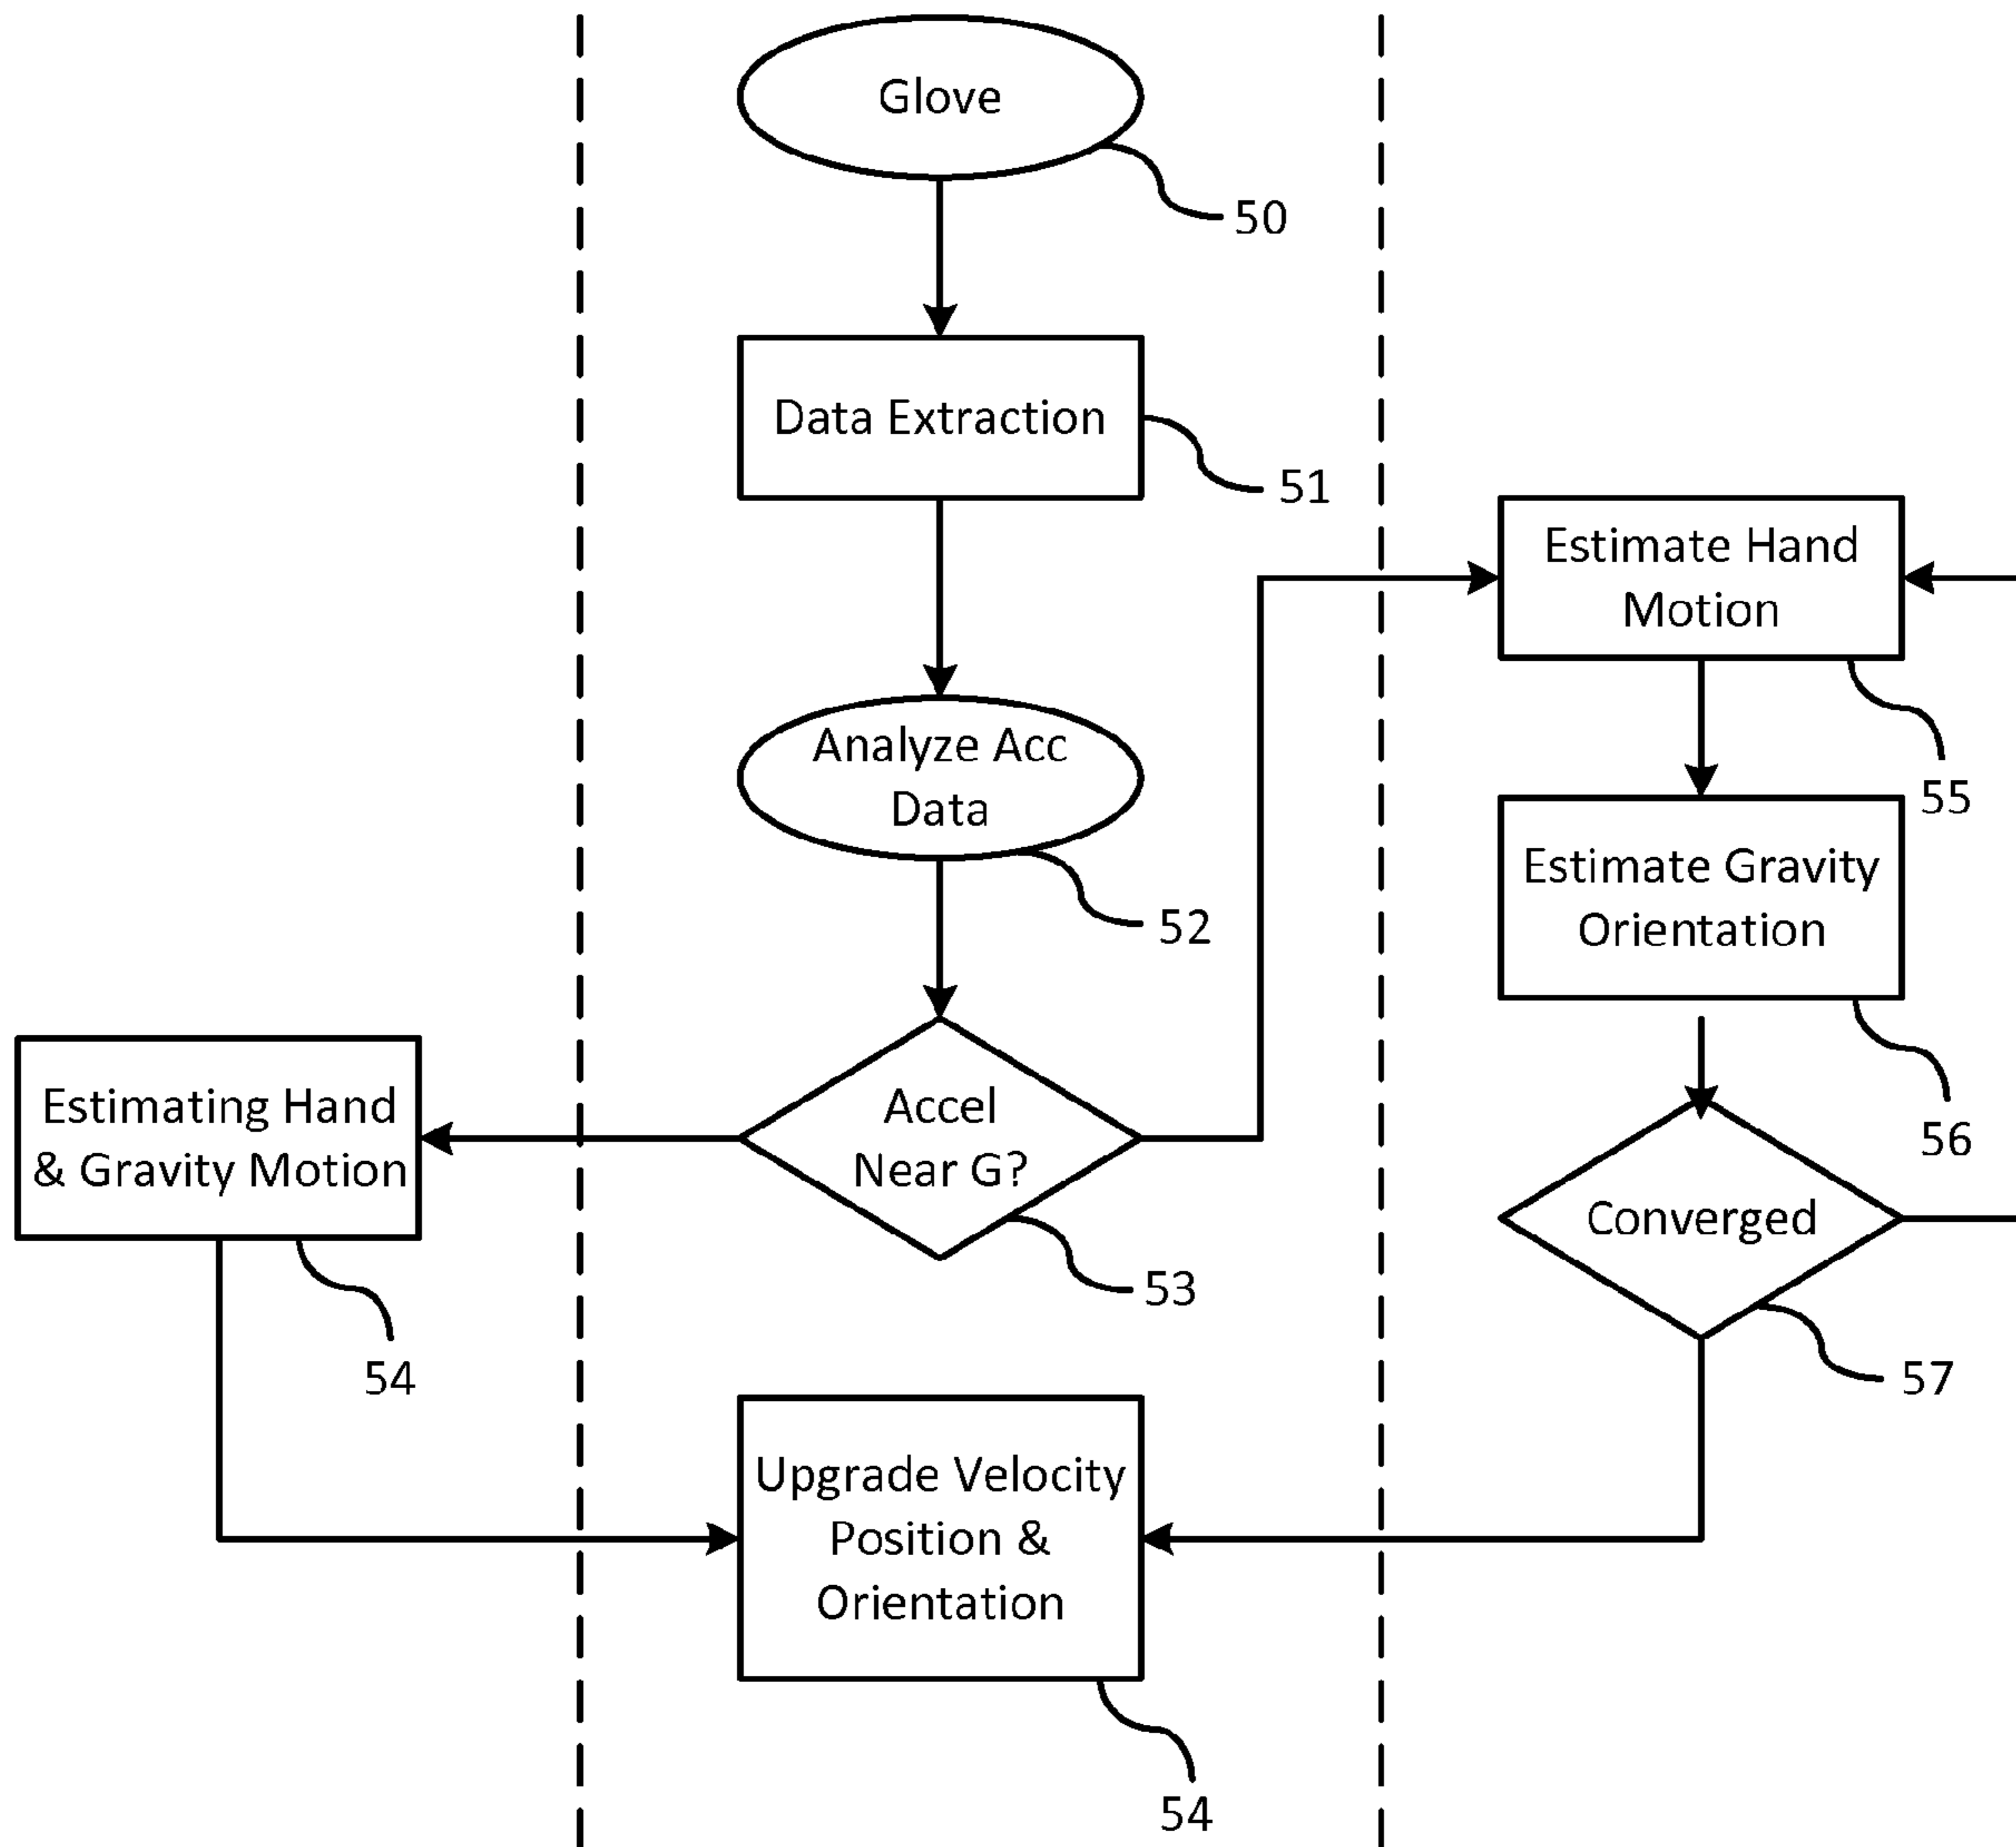 Glove
50
Data Extraction
51
Estimate Hand
Motion
55
Analyze Acc
Data
52
Estimate Gravity
Orientation
56
Estimating Hand
& Gravity Motion
54
Accel
Near G?
53
Converged
57
Upgrade Velocity
Position &
Orientation
54